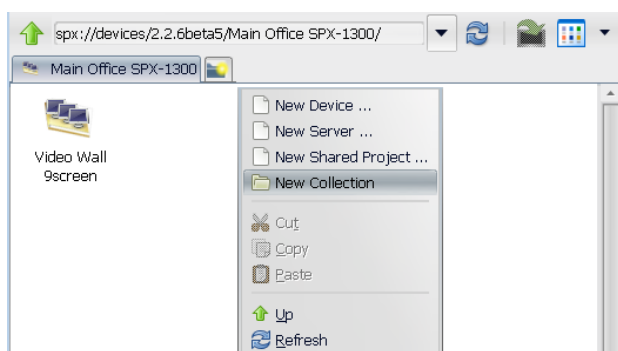 spx://devices/2.2.6beta5/Main Office SPX-1300/
Main Office SPX-1300
Video Wall
9screen
New Device ...
New Server ...
New Shared Project ...
New Collection
Cut
Copy
Paste
Up
Refresh